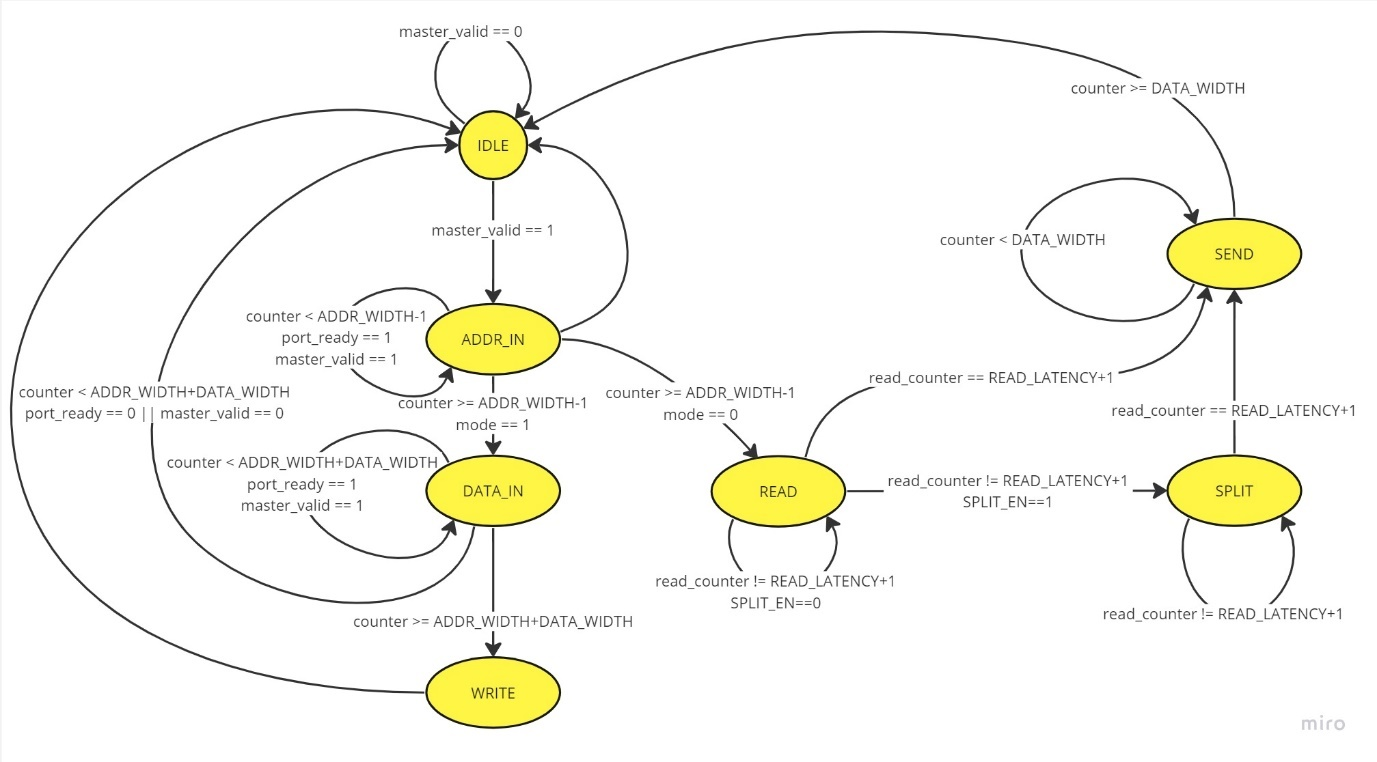 master_valid == 0
counter >= DATA_WIDTH
IDLE
master_valid == 1
counter < DATA_WIDTH
SEND
counter < ADDR_WIDTH-1
port_ready == 1
master_valid == 1
ADDR_IN
counter < ADDR_WIDTH+DATA_WIDTH
port_ready == 0 || master_valid == 0
counter >= ADDR_WIDTH-1
mode == 1
counter >= ADDR_WIDTH-1
mode == 0
read_counter == READ_LATENCY+1
read_counter == READ_LATENCY+1
counter < ADDR_WIDTH+DATA_WIDTH
port_ready == 1
master_valid == 1
DATA_IN
READ
read_counter != READ_LATENCY+1
SPLIT_EN==1
SPLIT
read_counter != READ_LATENCY+1
SPLIT_EN==0
read_counter != READ_LATENCY+1
counter >= ADDR_WIDTH+DATA_WIDTH
WRITE
miro